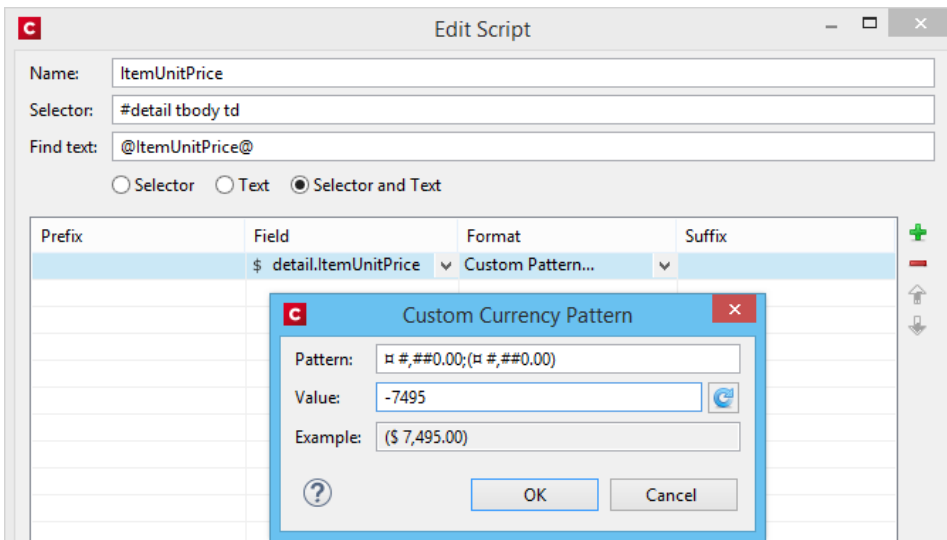 Edit Script
Name: ItemUnitPrice
Selector: #detail tbody td
Find text: @ItemUnitPrice@
Selector Text Selector and Text
Prefix Field Format Suffix
$ detail.ItemUnitPrice Custom Pattern...
Custom Currency Pattern
Pattern: ¤ #,##0.00;(¤ #,##0.00)
Value: -7495
Example: ($ 7,495.00)
OK Cancel